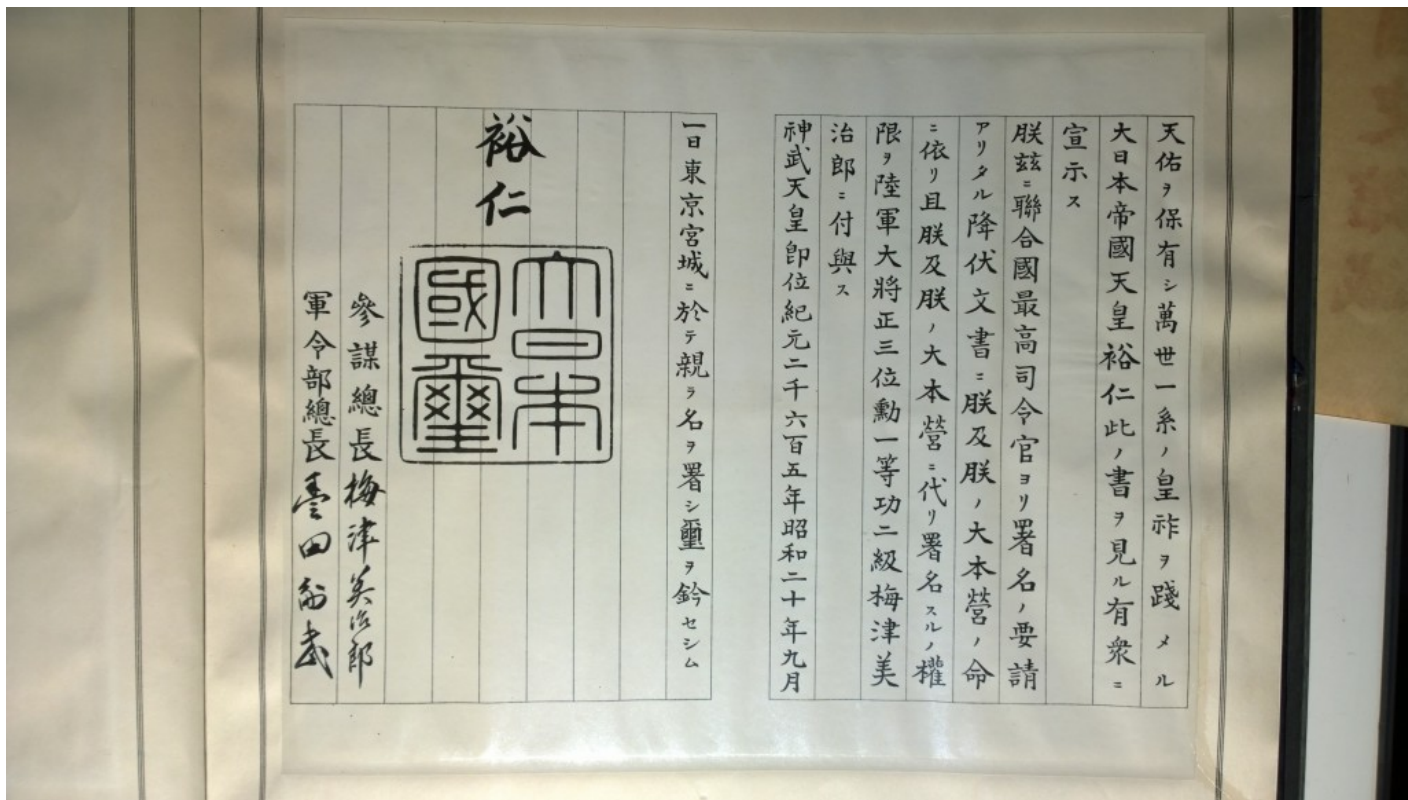 天佑ヲ保有シ萬世一系ノ皇祚ヲ踐メル
大日本帝國天皇裕仁此ノ書ヲ見ル有衆ニ
宣示ス
朕玆ニ聯合國最高司令官ヨリ署名ノ要請
アリタル降伏文書ニ朕及朕ノ大本營ノ命
ニ依リ且朕及朕ノ大本營ニ代リ署名スルノ權
限ヲ陸軍大將正三位勳一等功二級梅津美
治郎ニ付與ス
神武天皇卽位紀元二千六百五年昭和二十年九月
一日東京宮城ニ於テ親ラ名ヲ署シ璽ヲ鈐セシム
裕仁
大日本
國璽
參謀總長梅津美治郎
軍令部總長豊田副武